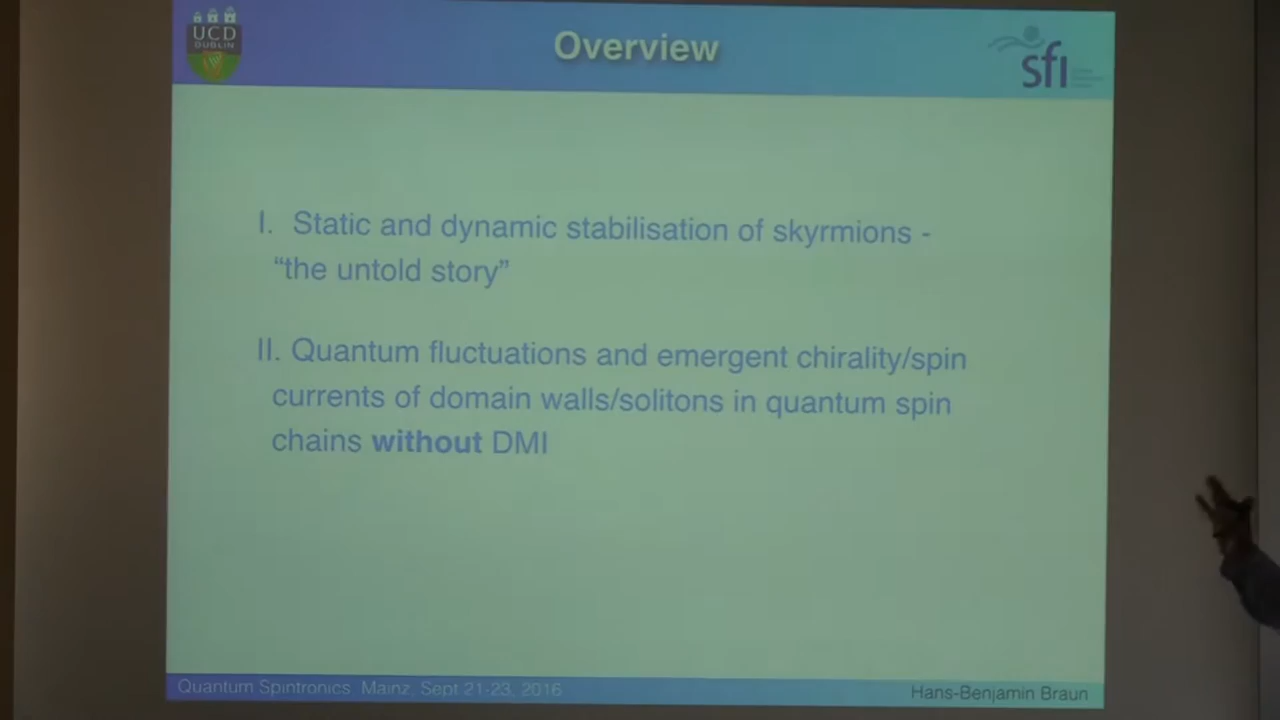 UCD
DUBLIN
Overview
sfi
I. Static and dynamic stabilisation of skyrmions -
“the untold story”
II. Quantum fluctuations and emergent chirality/spin
currents of domain walls/solitons in quantum spin
chains without DMI
Quantum Spintronics, Mainz, Sept 21-23, 2016
Hans-Benjamin Braun